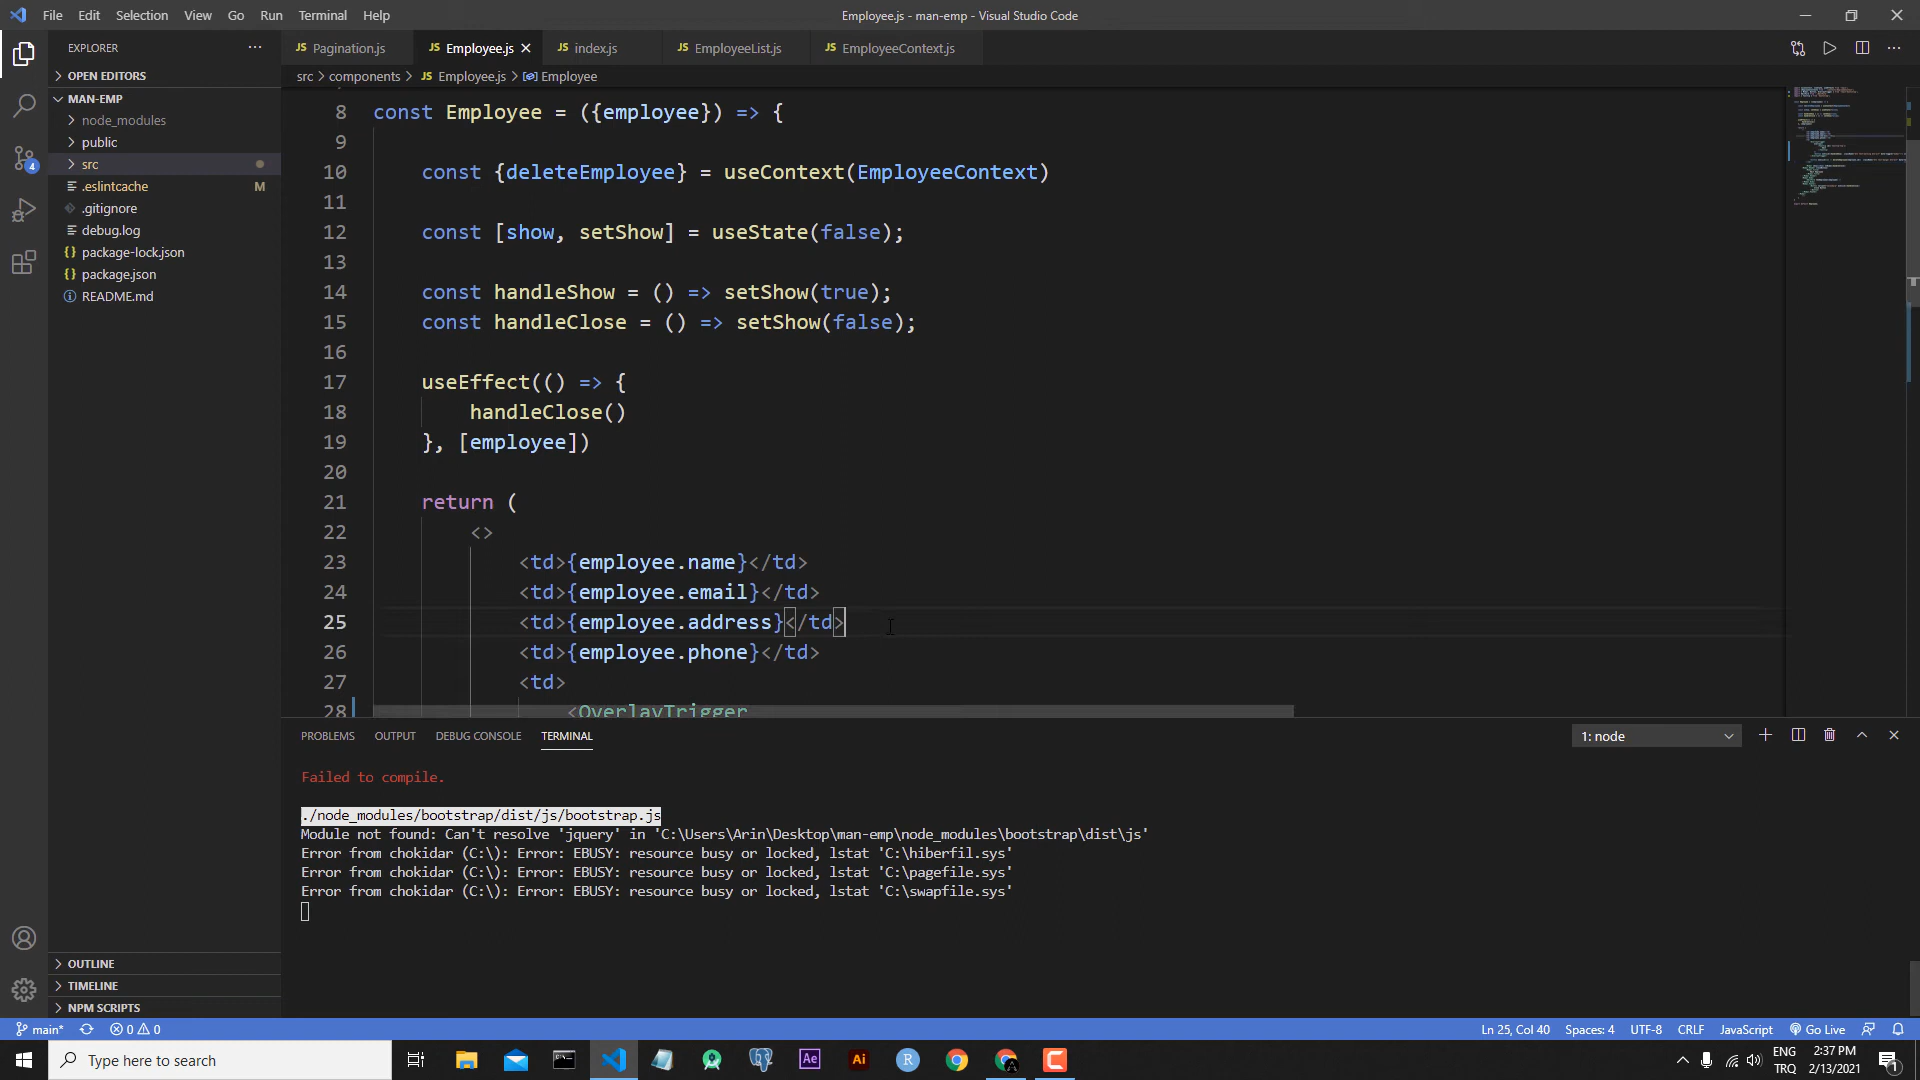 File Edit Selection View Go Run Terminal Help
Employee.js - man-emp - Visual Studio Code
EXPLORER
Pagination.js
Employee.js
index.js
EmployeeList.js
EmployeeContext.js
src > components > Employee.js > Employee
OPEN EDITORS
MAN-EMP
node_modules
public
src
.eslintcache M
.gitignore
debug.log
package-lock.json
package.json
README.md
4
8 const Employee = ({employee}) => {
9
10 const {deleteEmployee} = useContext(EmployeeContext)
11
12 const [show, setShow] = useState(false);
13
14 const handleShow = () => setShow(true);
15 const handleClose = () => setShow(false);
16
17 useEffect(() => {
18 handleClose()
19 }, [employee])
20
21 return (
22 <>
23 <td>{employee.name}</td>
24 <td>{employee.email}</td>
25 <td>{employee.address}</td>
26 <td>{employee.phone}</td>
27 <td>
28 <OverlayTrigger
PROBLEMS OUTPUT DEBUG CONSOLE TERMINAL
1: node
Failed to compile.
./node_modules/bootstrap/dist/js/bootstrap.js
Module not found: Can't resolve 'jquery' in 'C:\Users\Arin\Desktop\man-emp\node_modules\bootstrap\dist\js'
Error from chokidar (C:\): Error: EBUSY: resource busy or locked, lstat 'C:\hiberfil.sys'
Error from chokidar (C:\): Error: EBUSY: resource busy or locked, lstat 'C:\pagefile.sys'
Error from chokidar (C:\): Error: EBUSY: resource busy or locked, lstat 'C:\swapfile.sys'
OUTLINE
TIMELINE
NPM SCRIPTS
main* 0 0
Ln 25, Col 40 Spaces: 4 UTF-8 CRLF JavaScript Go Live
Type here to search
Ae
Ai
R
ENG
TRQ
2:37 PM
2/13/2021
1